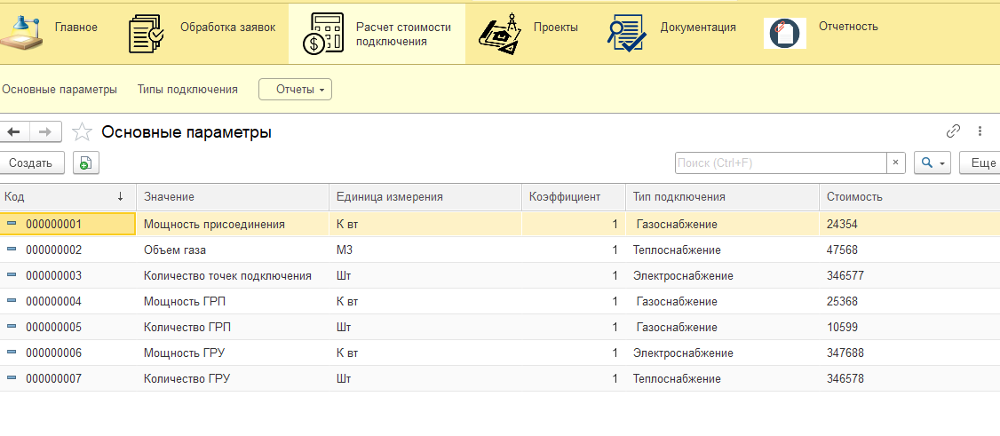 Главное
Обработка заявок
Расчет стоимости
подключения
Проекты
Документация
Отчетность
Основные параметры Типы подключения Отчеты
Основные параметры
Создать Поиск (Ctrl+F) × Еще
Код ↓ Значение Единица измерения Коэффициент Тип подключения Стоимость
000000001 Мощность присоединения К вт 1 Газоснабжение 24354
000000002 Объем газа М3 1 Теплоснабжение 47568
000000003 Количество точек подключения Шт 1 Электроснабжение 346577
000000004 Мощность ГРП К вт 1 Газоснабжение 25368
000000005 Количество ГРП Шт 1 Газоснабжение 10599
000000006 Мощность ГРУ К вт 1 Электроснабжение 347688
000000007 Количество ГРУ Шт 1 Теплоснабжение 346578